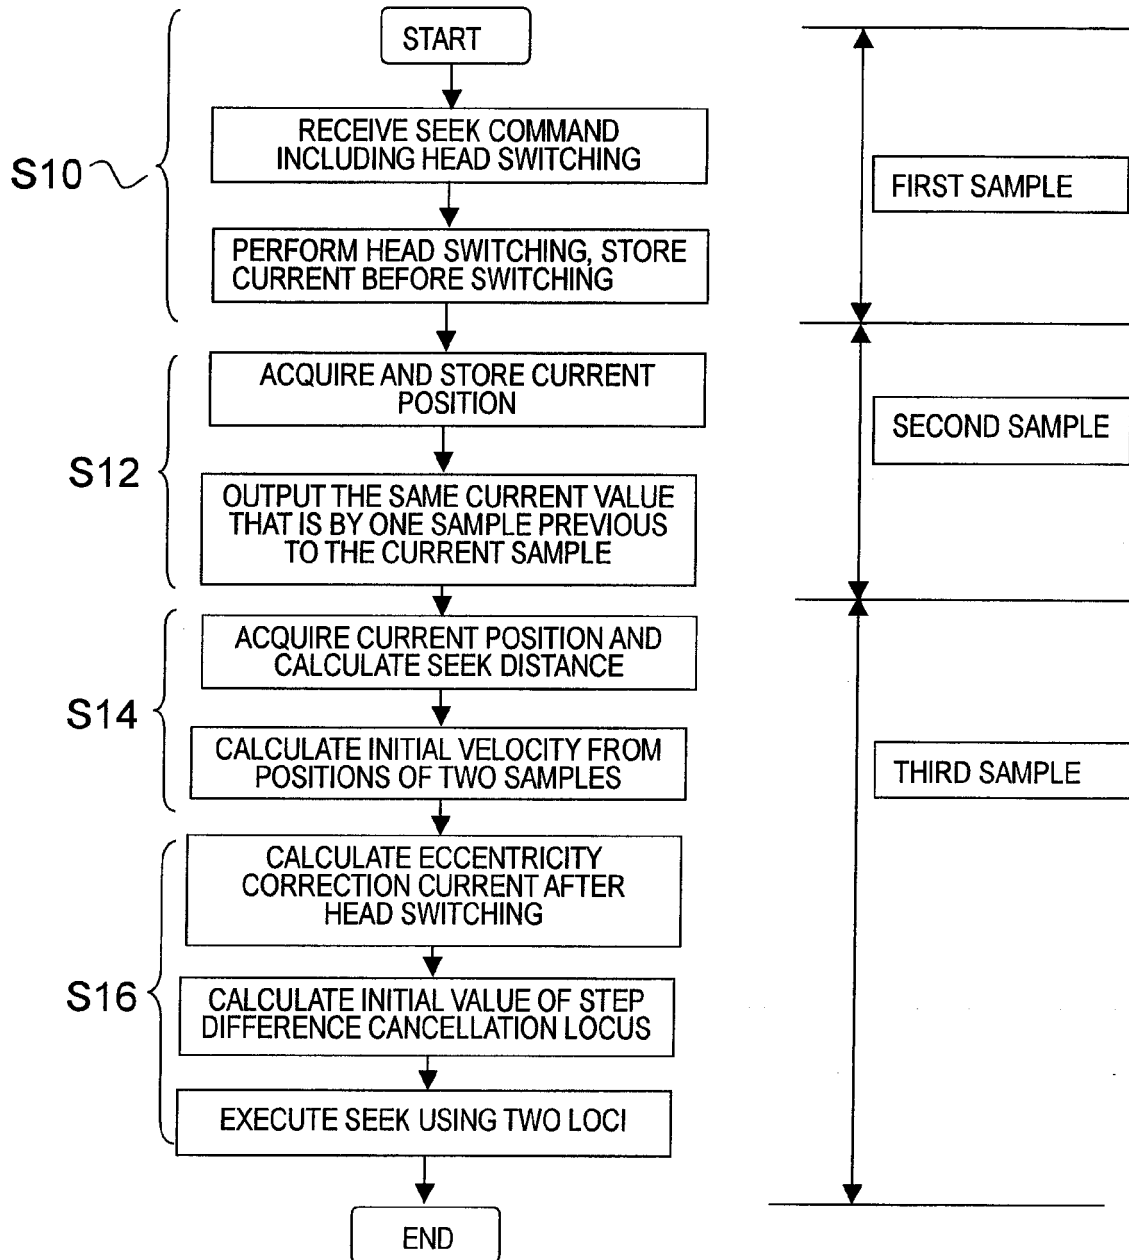 START
RECEIVE SEEK COMMAND
INCLUDING HEAD SWITCHING
S10
FIRST SAMPLE
PERFORM HEAD SWITCHING, STORE
CURRENT BEFORE SWITCHING
ACQUIRE AND STORE CURRENT
POSITION
SECOND SAMPLE
S12
OUTPUT THE SAME CURRENT VALUE
THAT IS BY ONE SAMPLE PREVIOUS
TO THE CURRENT SAMPLE
ACQUIRE CURRENT POSITION AND
CALCULATE SEEK DISTANCE
S14
CALCULATE INITIAL VELOCITY FROM
POSITIONS OF TWO SAMPLES
THIRD SAMPLE
CALCULATE ECCENTRICITY
CORRECTION CURRENT AFTER
HEAD SWITCHING
S16
CALCULATE INITIAL VALUE OF STEP
DIFFERENCE CANCELLATION LOCUS
EXECUTE SEEK USING TWO LOCI
END